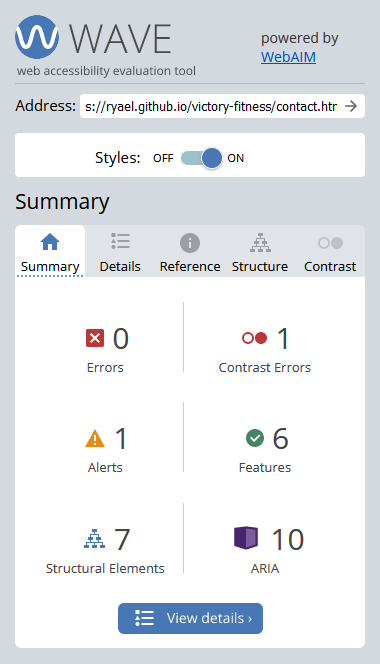 WAVE
web accessibility evaluation tool
powered by
WebAIM
Address: s://ryael.github.io/victory-fitness/contact.htn
Styles: OFF ON
Summary
Summary Details Reference Structure Contrast
0
Errors
1
Contrast Errors
1
Alerts
6
Features
7
Structural Elements
10
ARIA
View details ›